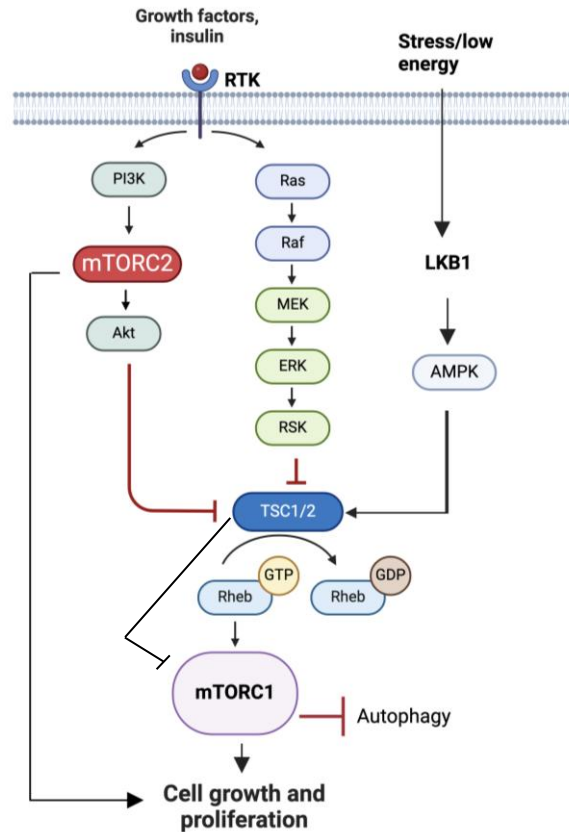 Growth factors,
insulin
Stress/low
energy
RTK
PI3K
Ras
mTORC2
Raf
LKB1
MEK
Akt
ERK
AMPK
RSK
TSC1/2
GTP
GDP
Rheb
Rheb
mTORC1
Autophagy
Cell growth and
proliferation